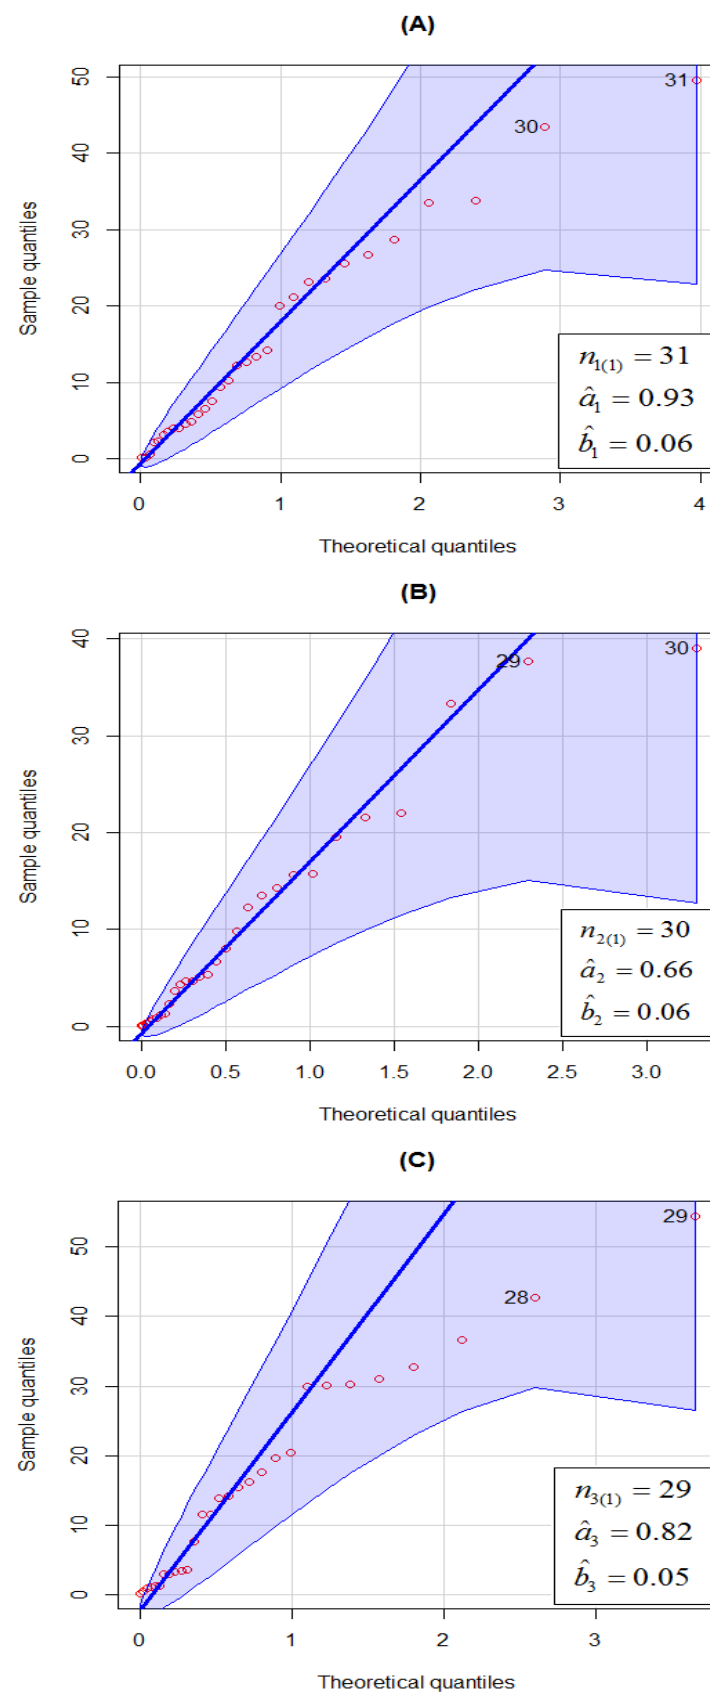 (A)
50
40
30
20
10
0
Sample quantiles
31
30
n1(1) = 31
â1 = 0.93
b̂1 = 0.06
0 1 2 3 4
Theoretical quantiles
(B)
40
30
20
10
0
Sample quantiles
29
30
n2(1) = 30
â2 = 0.66
b̂2 = 0.06
0.0 0.5 1.0 1.5 2.0 2.5 3.0
Theoretical quantiles
(C)
50
40
30
20
10
0
Sample quantiles
29
28
n3(1) = 29
â3 = 0.82
b̂3 = 0.05
0 1 2 3
Theoretical quantiles